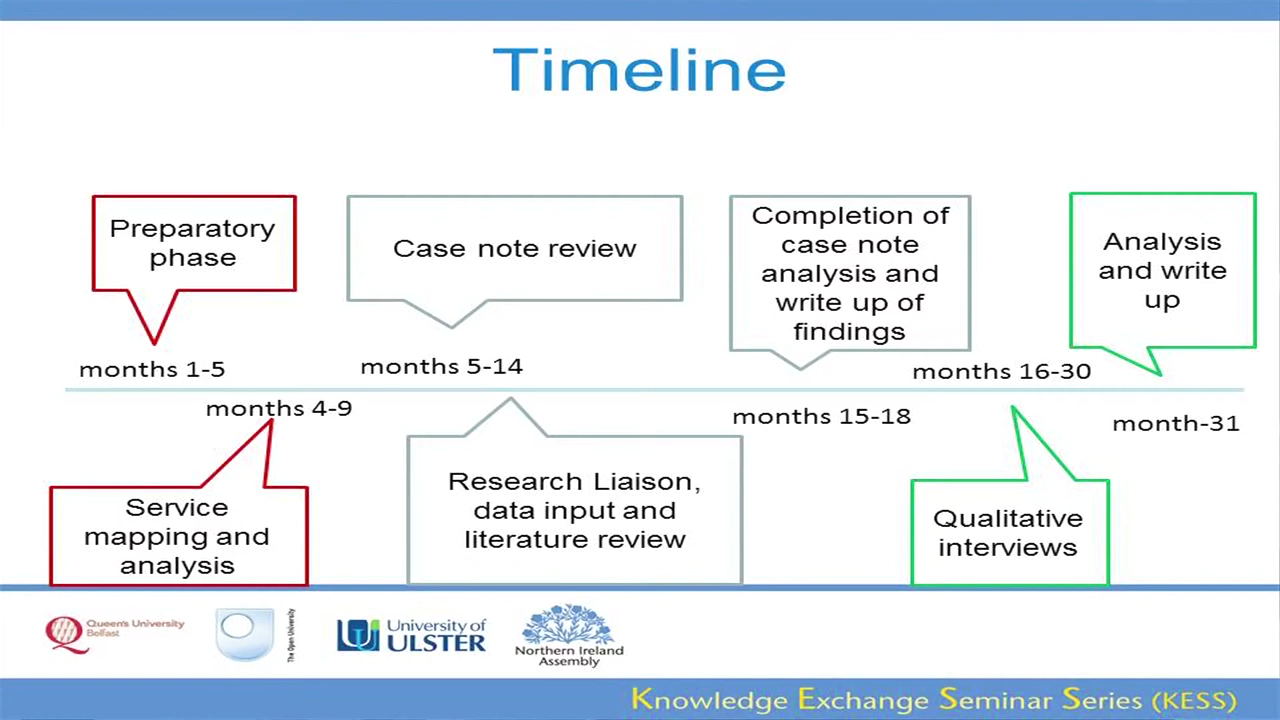 Timeline
Preparatory
phase
Case note review
Completion of
case note
analysis and
write up of
findings
Analysis
and write
up
months 1-5
months 5-14
months 16-30
months 4-9
months 15-18
month-31
Service
mapping and
analysis
Research Liaison,
data input and
literature review
Qualitative
interviews
Queen's University
Belfast
The Open University
University of
ULSTER
Northern Ireland
Assembly
Knowledge Exchange Seminar Series (KESS)